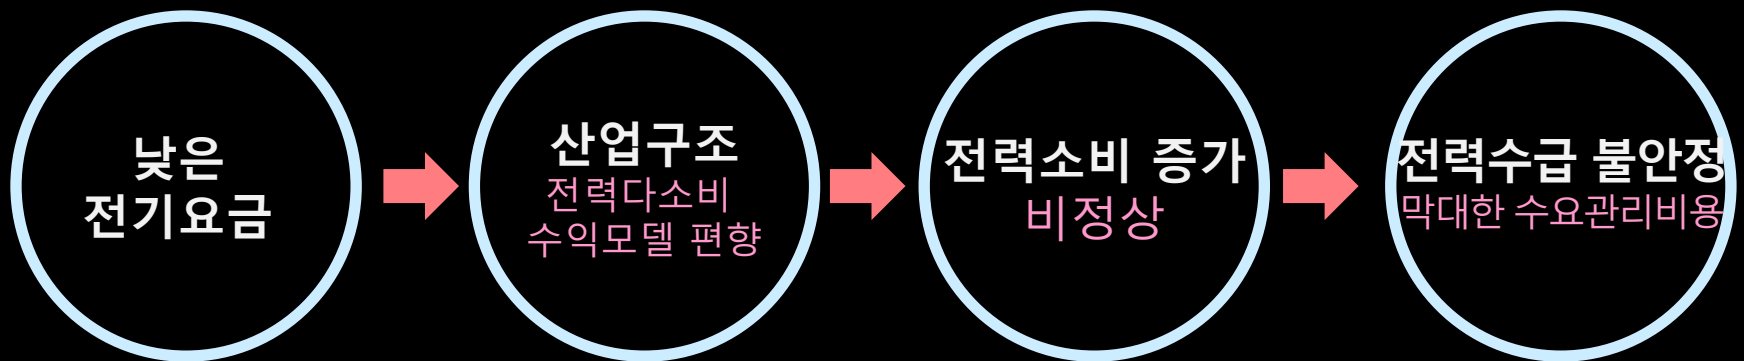 낮은
전기요금
산업구조
전력다소비
수익모델 편향
전력소비 증가
비정상
전력수급 불안정
막대한 수요관리비용